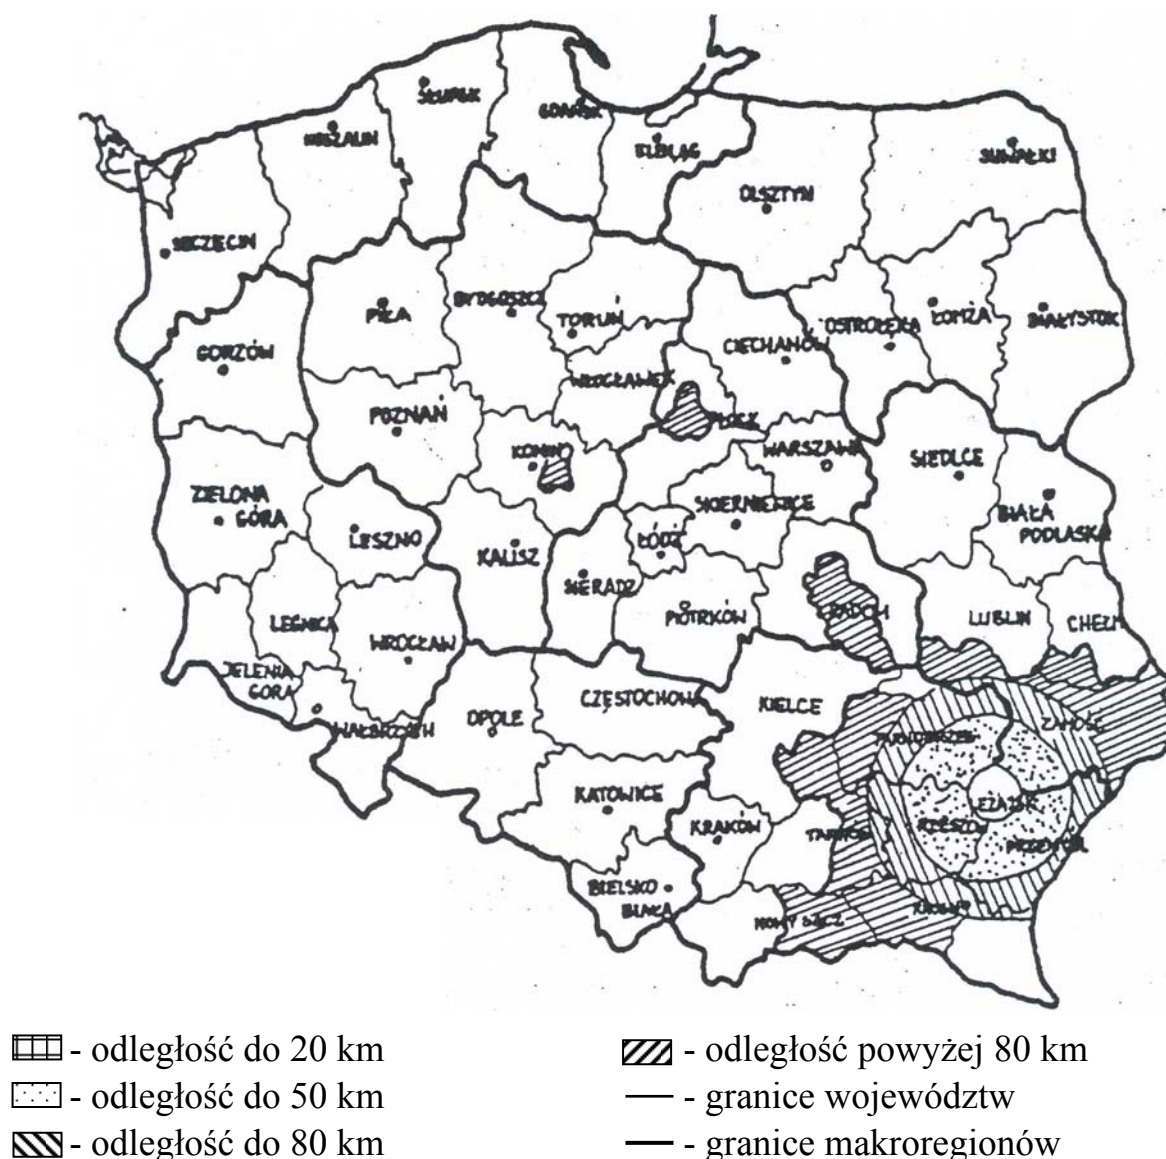 SŁUPSK
GDAŃSK
KOSZALIN
ELBLĄG
SUWAŁKI
OLSZTYN
SZCZECIN
PIŁA
BYDGOSZCZ
TORUŃ
OSTROŁĘKA
ŁOMŻA
BIAŁYSTOK
CIECHANÓW
GORZÓW
WŁOCŁAWEK
POZNAŃ
PŁOCK
KONIN
WARSZAWA
SIEDLCE
ZIELONA
GÓRA
SKIERNIEWICE
BIAŁA
PODLASKA
LESZNO
KALISZ
ŁÓDŹ
SIERADZ
RADOM
PIOTRKÓW
LUBLIN
CHEŁM
LEGNICA
WROCŁAW
JELENIA
GÓRA
CZĘSTOCHOWA
KIELCE
OPOLE
WAŁBRZYCH
ZAMOŚĆ
TARNOBRZEG
KATOWICE
LEŻAJSK
KRAKÓW
TARNÓW
RZESZÓW
PRZEMYŚL
BIELSKO
BIAŁA
NOWY SĄCZ
KROSNO
- odległość do 20 km
- odległość do 50 km
- odległość do 80 km
- odległość powyżej 80 km
- granice województw
- granice makroregionów